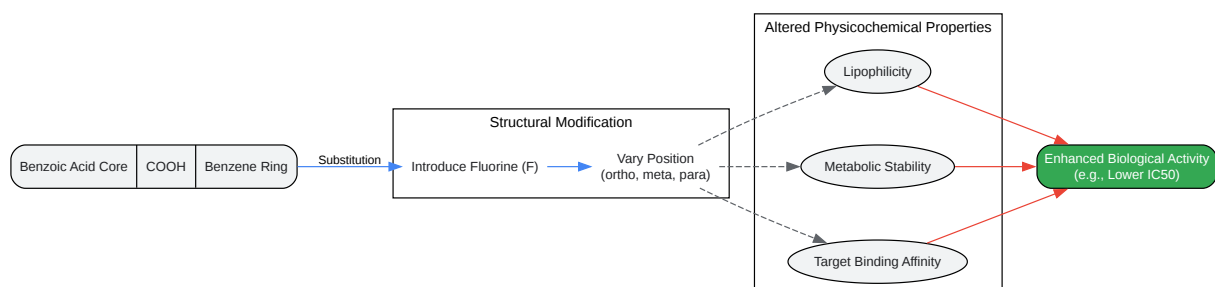 Benzoic Acid Core
COOH
Benzene Ring
Substitution
Structural Modification
Introduce Fluorine (F)
Vary Position
(ortho, meta, para)
Altered Physicochemical Properties
Lipophilicity
Metabolic Stability
Target Binding Affinity
Enhanced Biological Activity
(e.g., Lower IC50)